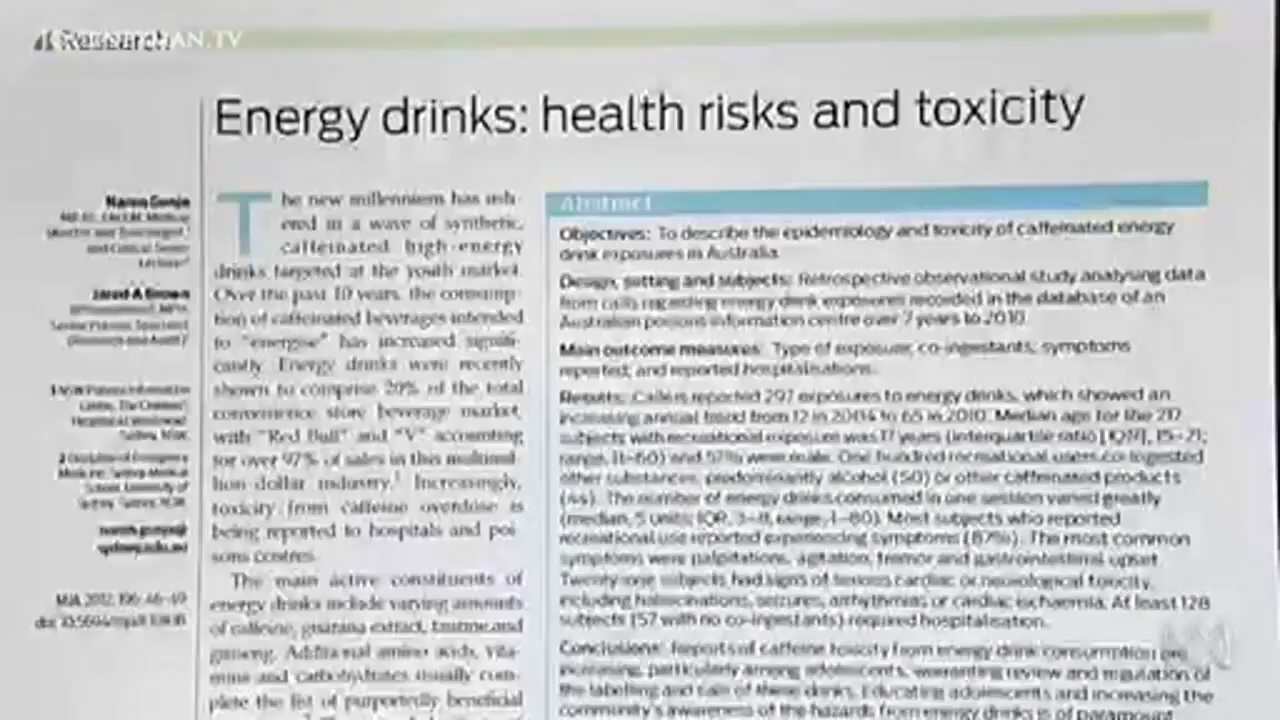 Research
Energy drinks: health risks and toxicity
Naren Gunja
Jared A Brown
MJA 2012; 196: 46–49
The new millennium has ush-
ered in a wave of synthetic,
caffeinated high-energy
drinks targeted at the youth market.
Over the past 10 years, the consump-
tion of caffeinated beverages intended
to "energise" has increased signifi-
cantly. Energy drinks were recently
shown to comprise 20% of the total
convenience store beverage market,
with "Red Bull" and "V" accounting
for over 97% of sales in this multimil-
lion-dollar industry.1 Increasingly,
toxicity from caffeine overdose is
being reported to hospitals and poi-
sons centres.
The main active constituents of
energy drinks include varying amounts
of caffeine, guarana extract, taurine and
ginseng. Additional amino acids, vita-
mins and carbohydrates usually com-
plete the list of purportedly beneficial
Abstract
Objectives: To describe the epidemiology and toxicity of caffeinated energy
drink exposures in Australia.
Design, setting and subjects: Retrospective observational study analysing data
from calls regarding energy drink exposures recorded in the database of an
Australian poisons information centre over 7 years to 2010.
Main outcome measures: Type of exposure, co-ingestants, symptoms
reported, and reported hospitalisations.
Results: Callers reported 297 exposures to energy drinks, which showed an
increasing annual trend from 12 in 2004 to 65 in 2010. Median age for the 217
subjects with recreational exposure was 17 years (interquartile ratio [IQR], 15–21;
range, 11–60) and 57% were male. One hundred recreational users co-ingested
other substances, predominantly alcohol (50) or other caffeinated products
(44). The number of energy drinks consumed in one session varied greatly
(median, 5 units; IQR, 3–8; range, 1–80). Most subjects who reported
recreational use reported experiencing symptoms (87%). The most common
symptoms were palpitations, agitation, tremor and gastrointestinal upset.
Twenty-one subjects had signs of serious cardiac or neurological toxicity,
including hallucinations, seizures, arrhythmias or cardiac ischaemia. At least 128
subjects (57 with no co-ingestants) required hospitalisation.
Conclusions: Reports of caffeine toxicity from energy drink consumption are
increasing, particularly among adolescents, warranting review and regulation of
the labelling and sale of these drinks. Educating adolescents and increasing the
community's awareness of the hazards from energy drinks is of paramount